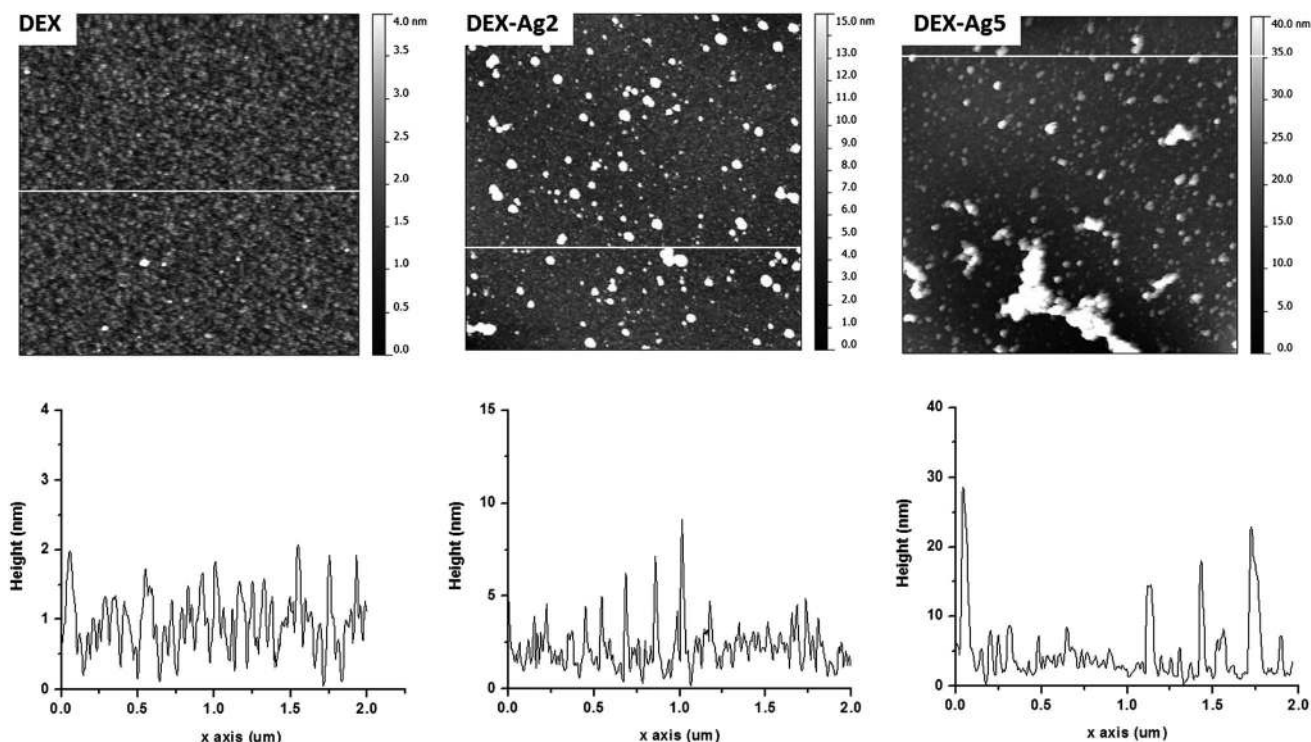 DEX
4.0 nm
3.5
3.0
2.5
2.0
1.5
1.0
0.5
0.0
DEX-Ag2
15.0 nm
13.0
12.0
11.0
10.0
9.0
8.0
7.0
6.0
5.0
4.0
3.0
2.0
1.0
0.0
DEX-Ag5
40.0 nm
35.0
30.0
25.0
20.0
15.0
10.0
5.0
0.0
4
3
2
1
0
Height (nm)
0.0 0.5 1.0 1.5 2.0
x axis (um)
15
10
5
0
Height (nm)
0.0 0.5 1.0 1.5 2.0
x axis (um)
40
30
20
10
0
Height (nm)
0.0 0.5 1.0 1.5 2.0
x axis (um)